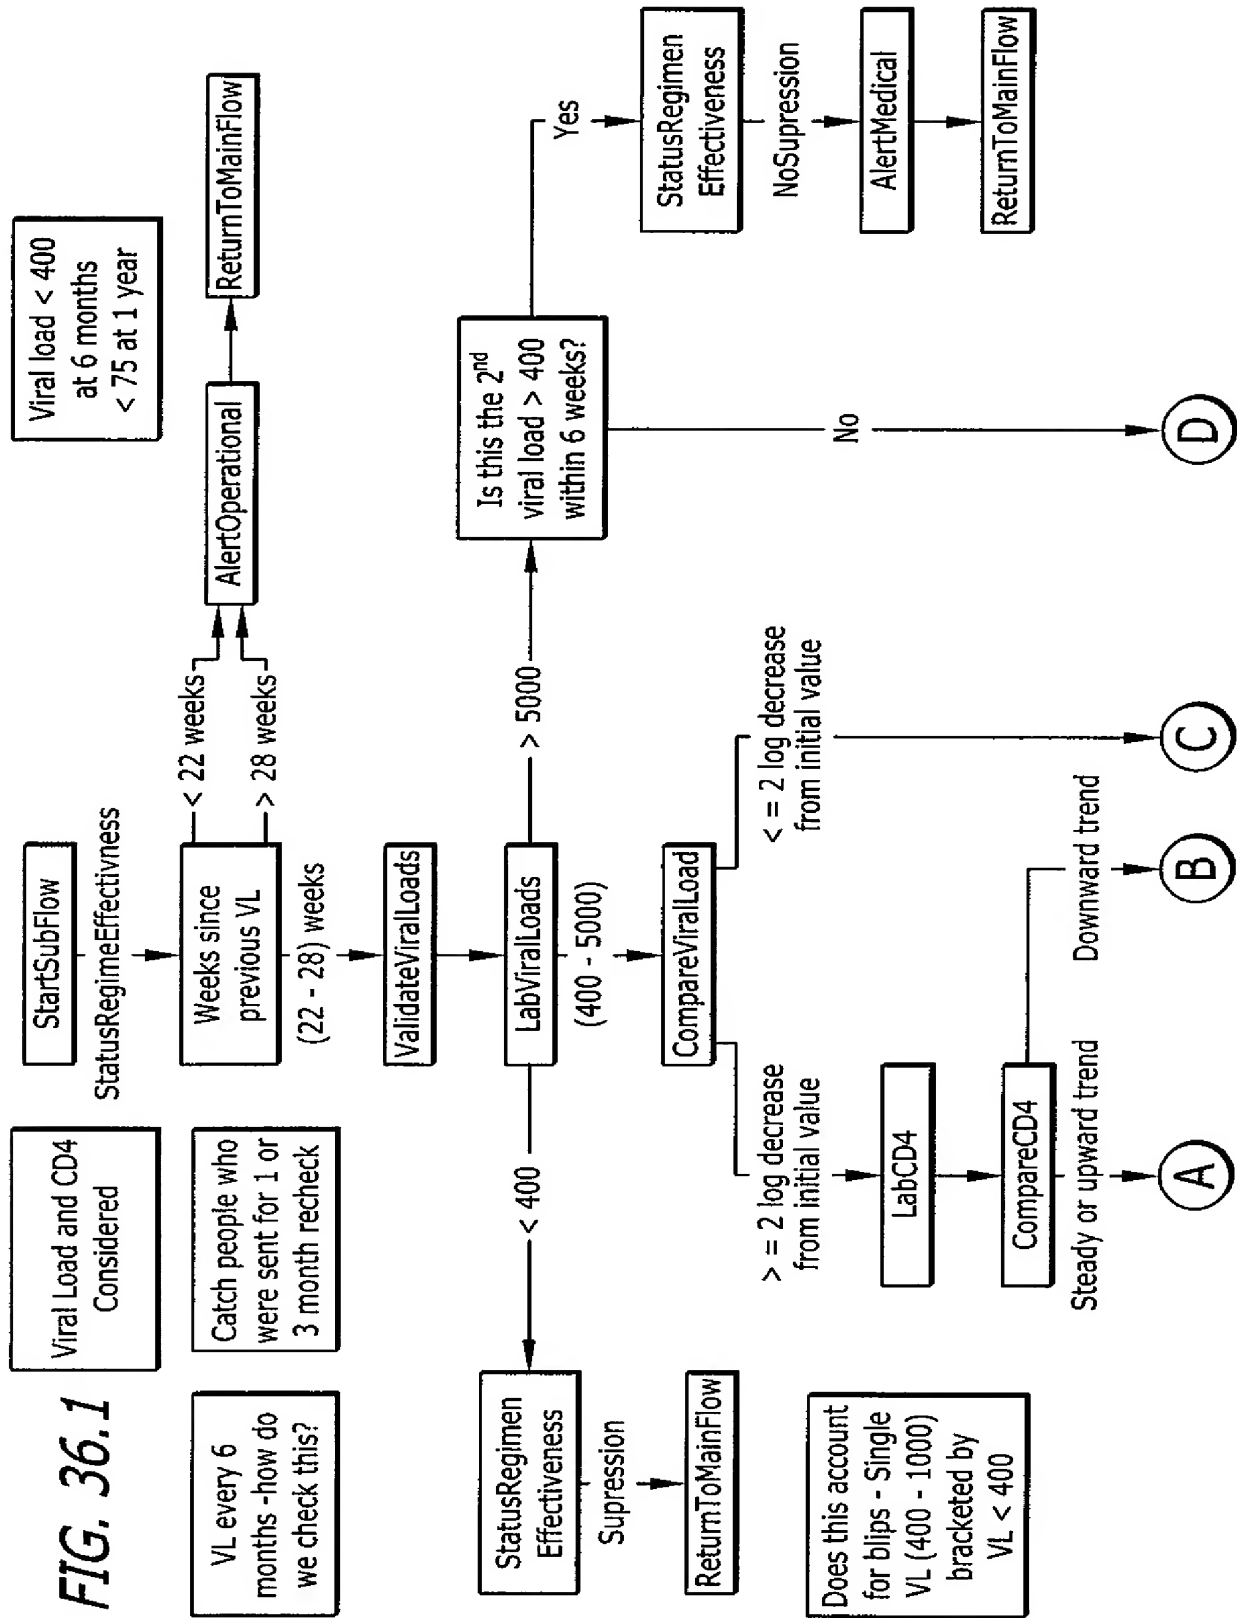 FIG. 36.1
Viral Load and CD4
Considered
StartSubFlow
StatusRegimeEffectivness
Viral load < 400
at 6 months
< 75 at 1 year
VL every 6
months -how do
we check this?
Catch people who
were sent for 1 or
3 month recheck
Weeks since
previous VL
< 22 weeks
> 28 weeks
AlertOperational
ReturnToMainFlow
(22 - 28) weeks
ValidateViralLoads
LabViralLoads
< 400
> 5000
(400 - 5000)
StatusRegimen
Effectiveness
Supression
ReturnToMainFlow
Is this the 2nd
viral load > 400
within 6 weeks?
Yes
StatusRegimen
Effectiveness
NoSupression
AlertMedical
ReturnToMainFlow
No
CompareViralLoad
> = 2 log decrease
from initial value
< = 2 log decrease
from initial value
LabCD4
CompareCD4
Steady or upward trend
Downward trend
Does this account
for blips - Single
VL (400 - 1000)
bracketed by
VL < 400
A
B
C
D